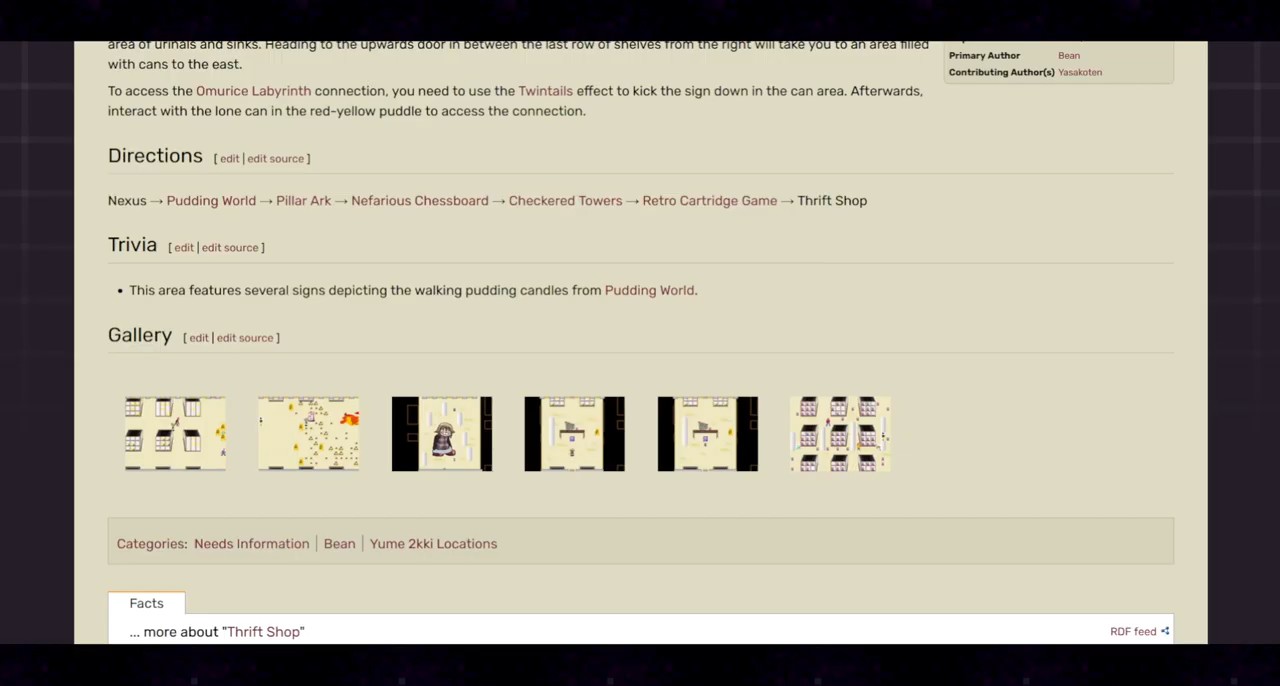 area of urinals and sinks. Heading to the upwards door in between the last row of shelves from the right will take you to an area filled
with cans to the east.
To access the Omurice Labyrinth connection, you need to use the Twintails effect to kick the sign down in the can area. Afterwards,
interact with the lone can in the red-yellow puddle to access the connection.
Primary Author Bean
Contributing Author(s) Yasakoten
Directions [ edit | edit source ]
Nexus → Pudding World → Pillar Ark → Nefarious Chessboard → Checkered Towers → Retro Cartridge Game → Thrift Shop
Trivia [ edit | edit source ]
• This area features several signs depicting the walking pudding candles from Pudding World.
Gallery [ edit | edit source ]
Categories: Needs Information | Bean | Yume 2kki Locations
Facts
... more about "Thrift Shop"
RDF feed